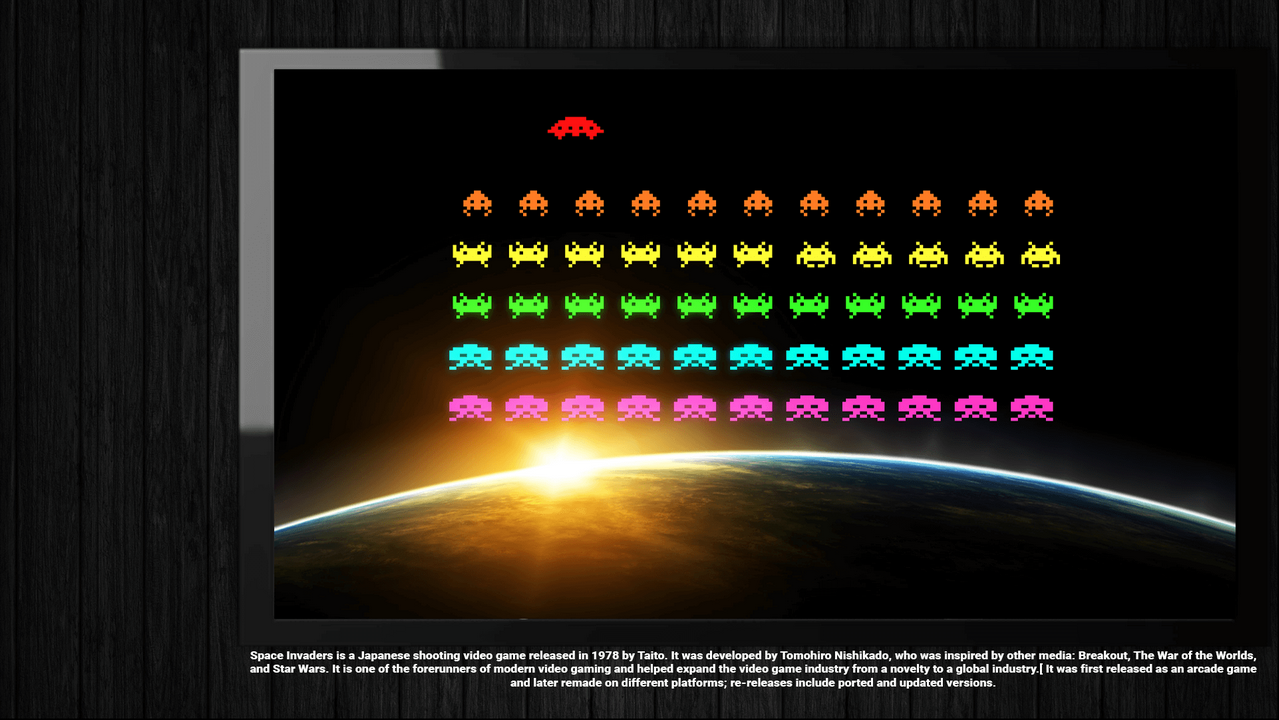 Space Invaders is a Japanese shooting video game released in 1978 by Taito. It was developed by Tomohiro Nishikado, who was inspired by other media: Breakout, The War of the Worlds,
and Star Wars. It is one of the forerunners of modern video gaming and helped expand the video game industry from a novelty to a global industry.[ It was first released as an arcade game
and later remade on different platforms; re-releases include ported and updated versions.